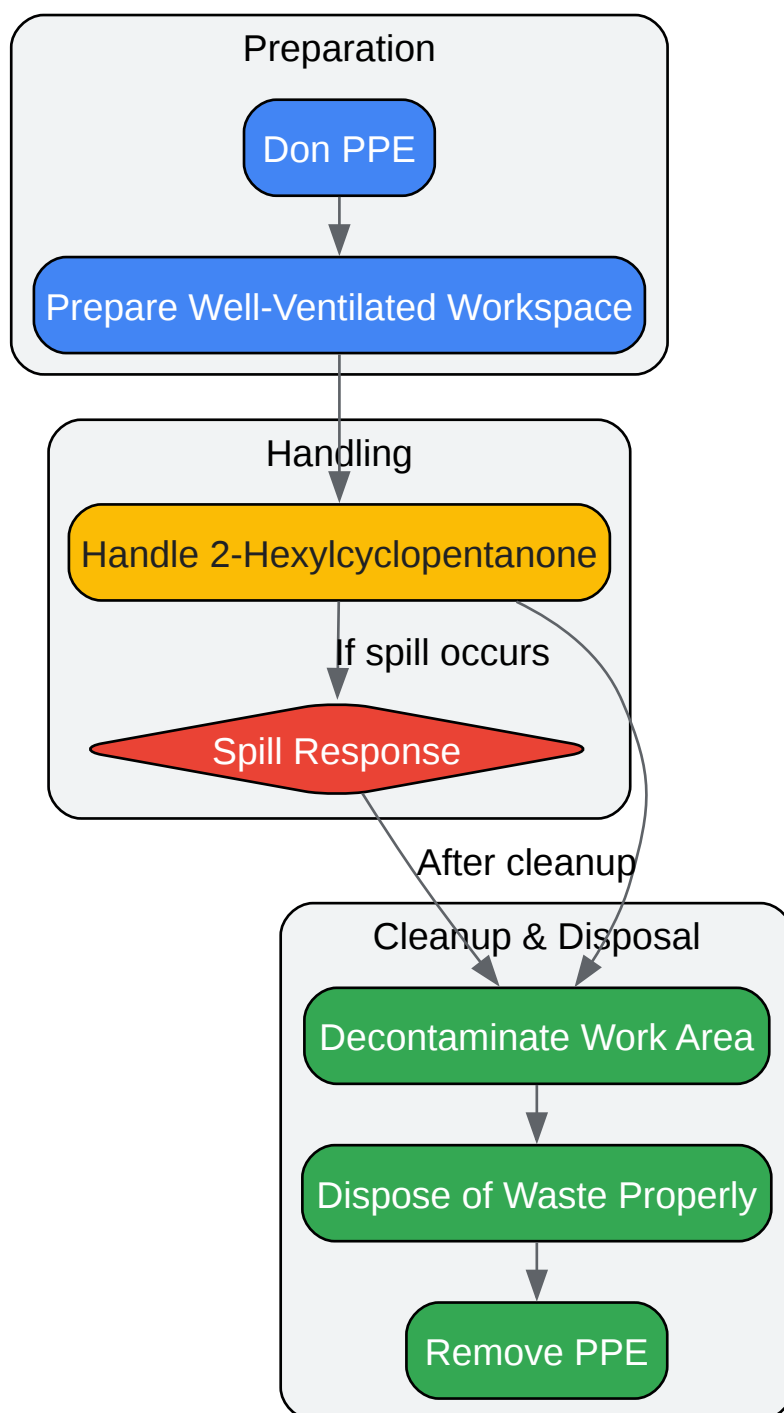 Preparation
Don PPE
Prepare Well-Ventilated Workspace
Handling
Handle 2-Hexylcyclopentanone
If spill occurs
Spill Response
After cleanup
Cleanup & Disposal
Decontaminate Work Area
Dispose of Waste Properly
Remove PPE